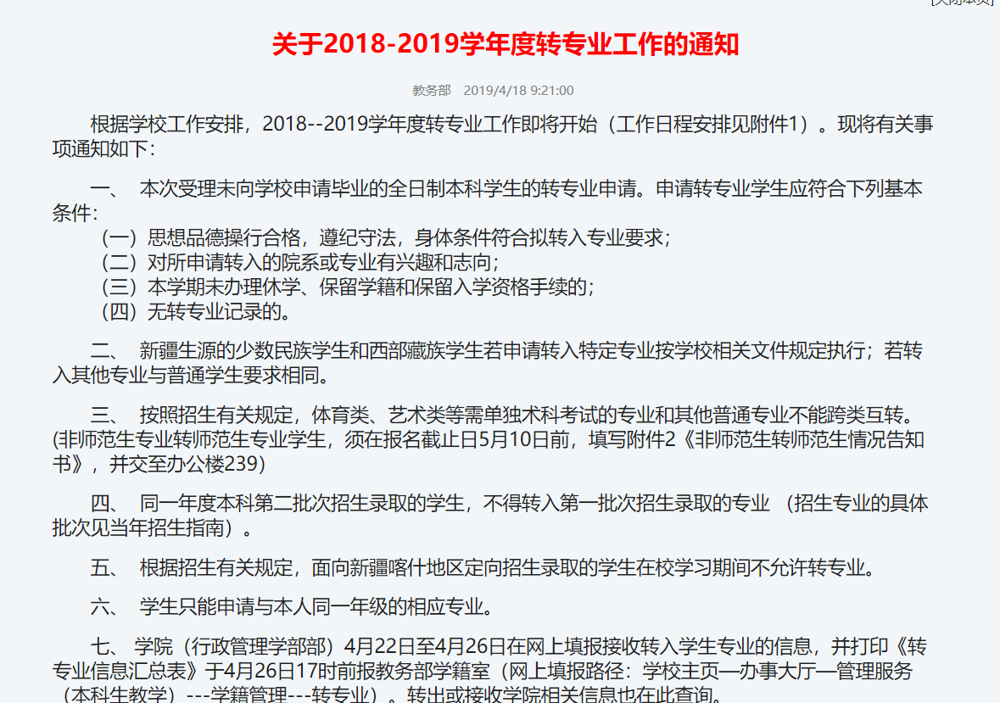 [关闭本页]
关于2018-2019学年度转专业工作的通知
教务部 2019/4/18 9:21:00
根据学校工作安排，2018--2019学年度转专业工作即将开始（工作日程安排见附件1）。现将有关事
项通知如下：
一、 本次受理未向学校申请毕业的全日制本科学生的转专业申请。申请转专业学生应符合下列基本
条件：
（一）思想品德操行合格，遵纪守法，身体条件符合拟转入专业要求；
（二）对所申请转入的院系或专业有兴趣和志向；
（三）本学期未办理休学、保留学籍和保留入学资格手续的；
（四）无转专业记录的。
二、 新疆生源的少数民族学生和西部藏族学生若申请转入特定专业按学校相关文件规定执行；若转
入其他专业与普通学生要求相同。
三、 按照招生有关规定，体育类、艺术类等需单独术科考试的专业和其他普通专业不能跨类互转。
(非师范生专业转师范生专业学生，须在报名截止日5月10日前，填写附件2《非师范生转师范生情况告知
书》，并交至办公楼239）
四、 同一年度本科第二批次招生录取的学生，不得转入第一批次招生录取的专业 （招生专业的具体
批次见当年招生指南）。
五、 根据招生有关规定，面向新疆喀什地区定向招生录取的学生在校学习期间不允许转专业。
六、 学生只能申请与本人同一年级的相应专业。
七、 学院（行政管理学部部）4月22日至4月26日在网上填报接收转入学生专业的信息，并打印《转
专业信息汇总表》于4月26日17时前报教务部学籍室（网上填报路径：学校主页—办事大厅—管理服务
（本科生教学）---学籍管理---转专业）。转出或接收学院相关信息也在此查询。